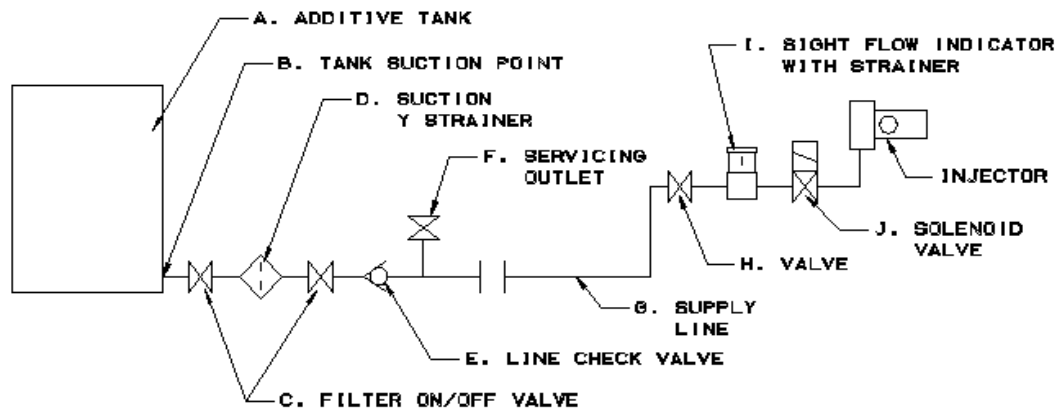 A. ADDITIVE TANK
B. TANK SUCTION POINT
D. SUCTION
Y STRAINER
F. SERVICING
OUTLET
I. SIGHT FLOW INDICATOR
WITH STRAINER
INJECTOR
J. SOLENOID
VALVE
H. VALVE
G. SUPPLY
LINE
E. LINE CHECK VALVE
C. FILTER ON/OFF VALVE